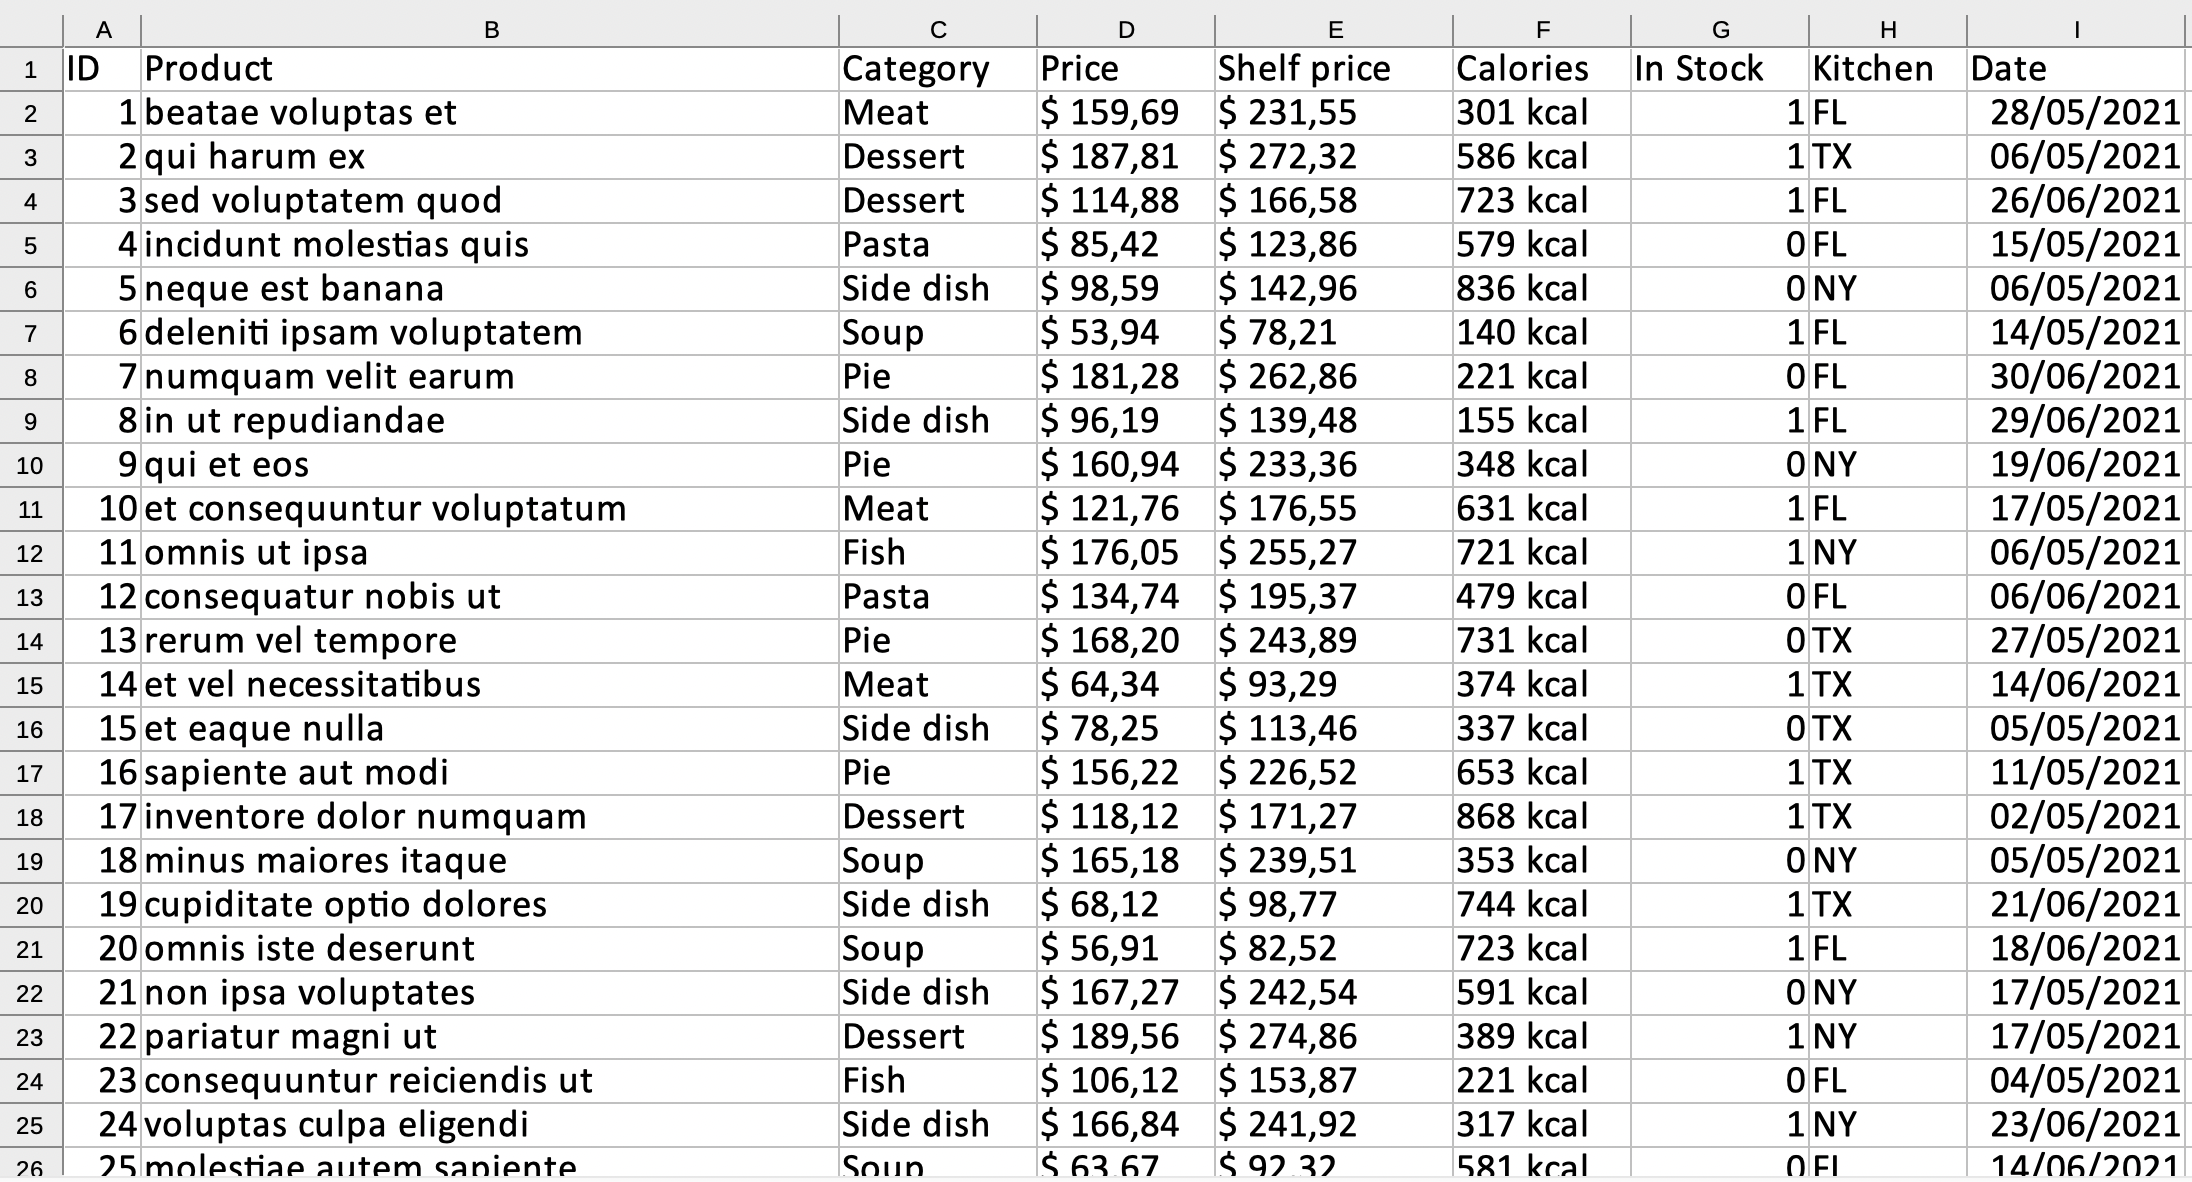 A B C D E F G H I
1 ID Product Category Price Shelf price Calories In Stock Kitchen Date
2 1 beatae voluptas et Meat $ 159,69 $ 231,55 301 kcal 1 FL 28/05/2021
3 2 qui harum ex Dessert $ 187,81 $ 272,32 586 kcal 1 TX 06/05/2021
4 3 sed voluptatem quod Dessert $ 114,88 $ 166,58 723 kcal 1 FL 26/06/2021
5 4 incidunt molestias quis Pasta $ 85,42 $ 123,86 579 kcal 0 FL 15/05/2021
6 5 neque est banana Side dish $ 98,59 $ 142,96 836 kcal 0 NY 06/05/2021
7 6 deleniti ipsam voluptatem Soup $ 53,94 $ 78,21 140 kcal 1 FL 14/05/2021
8 7 numquam velit earum Pie $ 181,28 $ 262,86 221 kcal 0 FL 30/06/2021
9 8 in ut repudiandae Side dish $ 96,19 $ 139,48 155 kcal 1 FL 29/06/2021
10 9 qui et eos Pie $ 160,94 $ 233,36 348 kcal 0 NY 19/06/2021
11 10 et consequuntur voluptatum Meat $ 121,76 $ 176,55 631 kcal 1 FL 17/05/2021
12 11 omnis ut ipsa Fish $ 176,05 $ 255,27 721 kcal 1 NY 06/05/2021
13 12 consequatur nobis ut Pasta $ 134,74 $ 195,37 479 kcal 0 FL 06/06/2021
14 13 rerum vel tempore Pie $ 168,20 $ 243,89 731 kcal 0 TX 27/05/2021
15 14 et vel necessitatibus Meat $ 64,34 $ 93,29 374 kcal 1 TX 14/06/2021
16 15 et eaque nulla Side dish $ 78,25 $ 113,46 337 kcal 0 TX 05/05/2021
17 16 sapiente aut modi Pie $ 156,22 $ 226,52 653 kcal 1 TX 11/05/2021
18 17 inventore dolor numquam Dessert $ 118,12 $ 171,27 868 kcal 1 TX 02/05/2021
19 18 minus maiores itaque Soup $ 165,18 $ 239,51 353 kcal 0 NY 05/05/2021
20 19 cupiditate optio dolores Side dish $ 68,12 $ 98,77 744 kcal 1 TX 21/06/2021
21 20 omnis iste deserunt Soup $ 56,91 $ 82,52 723 kcal 1 FL 18/06/2021
22 21 non ipsa voluptates Side dish $ 167,27 $ 242,54 591 kcal 0 NY 17/05/2021
23 22 pariatur magni ut Dessert $ 189,56 $ 274,86 389 kcal 1 NY 17/05/2021
24 23 consequuntur reiciendis ut Fish $ 106,12 $ 153,87 221 kcal 0 FL 04/05/2021
25 24 voluptas culpa eligendi Side dish $ 166,84 $ 241,92 317 kcal 1 NY 23/06/2021
26 25 molestiae autem sapiente Soup $ 63,67 $ 92,32 581 kcal 0 FL 14/06/2021